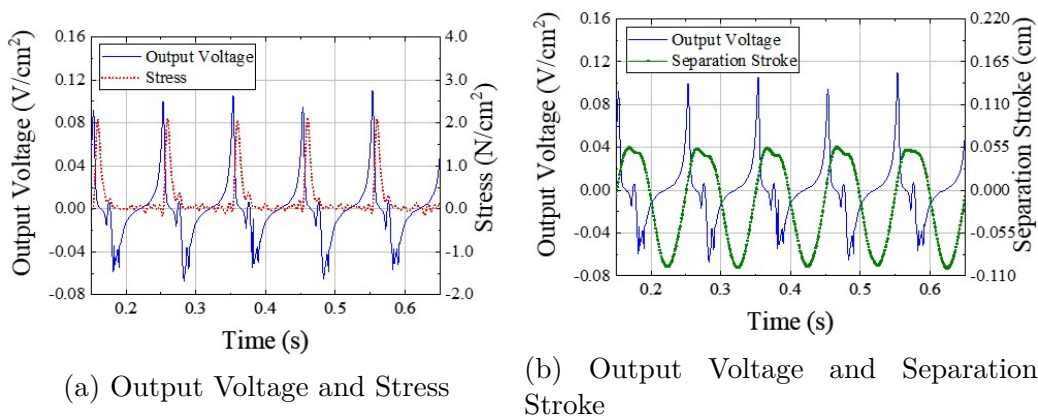 0.16
0.12
0.08
0.04
0.00
-0.04
-0.08
Output Voltage (V/cm²)
Output Voltage
Stress
4.0
3.0
2.0
1.0
0.0
-1.0
-2.0
Stress (N/cm²)
0.2 0.3 0.4 0.5 0.6
Time (s)
(a) Output Voltage and Stress
0.16
0.12
0.08
0.04
0.00
-0.04
-0.08
Output Voltage (V/cm²)
Output Voltage
Separation Stroke
0.220
0.165
0.110
0.055
0.000
-0.055
-0.110
Separation Stroke (cm)
0.2 0.3 0.4 0.5 0.6
Time (s)
(b) Output Voltage and Separation
Stroke